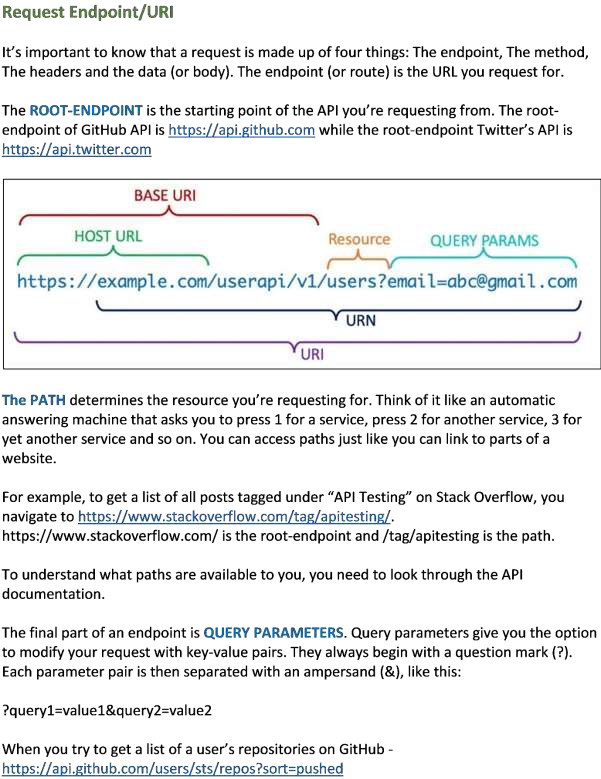 Request Endpoint/URI
It’s important to know that a request is made up of four things: The endpoint, The method,
The headers and the data (or body). The endpoint (or route) is the URL you request for.
The ROOT-ENDPOINT is the starting point of the API you’re requesting from. The root-
endpoint of GitHub API is https://api.github.com while the root-endpoint Twitter’s API is
https://api.twitter.com
BASE URI
HOST URL
Resource
QUERY PARAMS
https://example.com/userapi/v1/users?email=abc@gmail.com
URN
URI
The PATH determines the resource you’re requesting for. Think of it like an automatic
answering machine that asks you to press 1 for a service, press 2 for another service, 3 for
yet another service and so on. You can access paths just like you can link to parts of a
website.
For example, to get a list of all posts tagged under “API Testing” on Stack Overflow, you
navigate to https://www.stackoverflow.com/tag/apitesting/.
https://www.stackoverflow.com/ is the root-endpoint and /tag/apitesting is the path.
To understand what paths are available to you, you need to look through the API
documentation.
The final part of an endpoint is QUERY PARAMETERS. Query parameters give you the option
to modify your request with key-value pairs. They always begin with a question mark (?).
Each parameter pair is then separated with an ampersand (&), like this:
?query1=value1&query2=value2
When you try to get a list of a user’s repositories on GitHub -
https://api.github.com/users/sts/repos?sort=pushed